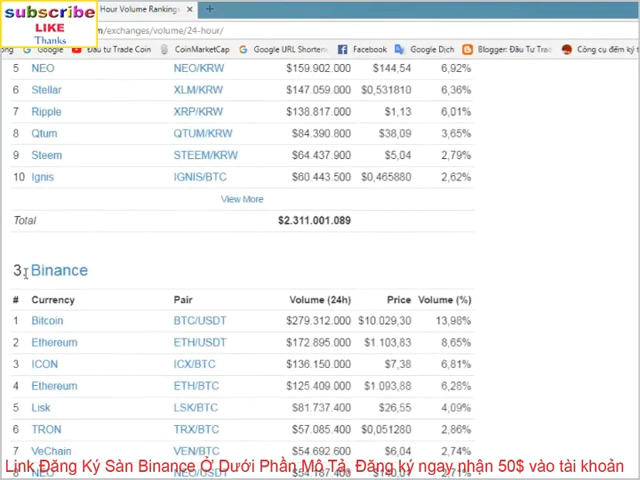 subscribe
LIKE
Thanks
Hour Volume Rankings
/exchanges/volume/24-hour/
Google Đầu tư Trade Coin CoinMarketCap Google URL Shorten Facebook Google Dịch Blogger: Đầu Tư Trad Công cụ đếm ký t
5 NEO NEO/KRW $159.902.000 $144,54 6,92%
6 Stellar XLM/KRW $147.059.000 $0,531810 6,36%
7 Ripple XRP/KRW $138.817.000 $1,13 6,01%
8 Qtum QTUM/KRW $84.390.800 $38,09 3,65%
9 Steem STEEM/KRW $64.437.900 $5,04 2,79%
10 Ignis IGNIS/BTC $60.443.500 $0,465880 2,62%
View More
Total $2.311.001.089
3. Binance
# Currency Pair Volume (24h) Price Volume (%)
1 Bitcoin BTC/USDT $279.312.000 $10.029,30 13,98%
2 Ethereum ETH/USDT $172.895.000 $1.103,83 8,65%
3 ICON ICX/BTC $136.150.000 $7,38 6,81%
4 Ethereum ETH/BTC $125.409.000 $1.093,88 6,28%
5 Lisk LSK/BTC $81.737.400 $26,55 4,09%
6 TRON TRX/BTC $57.085.400 $0,051280 2,86%
7 VeChain VEN/BTC $54.692.600 $6,04 2,74%
8 NEO NEO/USDT $54.187.400 2,71%
Link Đăng Ký Sàn Binance Ở Dưới Phần Mô Tả, Đăng ký ngay nhận 50$ vào tài khoản